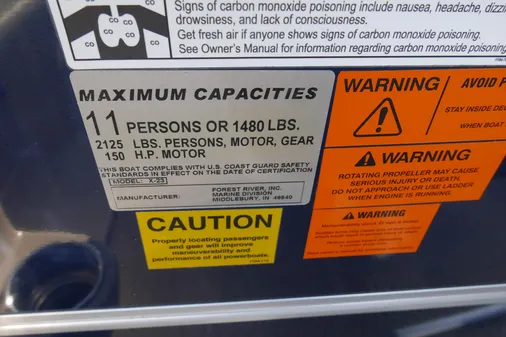 CO
CO
CO
CO
CO
CO
Signs of carbon monoxide poisoning include nausea, headache,
drowsiness, and lack of consciousness.
Get fresh air if anyone shows signs of carbon monoxide poisoning.
See Owner's Manual for information regarding carbon monoxide poisoning
MAXIMUM CAPACITIES
11 PERSONS OR 1480 LBS.
2125 LBS. PERSONS, MOTOR, GEAR
150 H.P. MOTOR
THIS BOAT COMPLIES WITH U.S. COAST GUARD SAFETY
STANDARDS IN EFFECT ON THE DATE OF CERTIFICATION
MODEL: X-23
MANUFACTURER:
FOREST RIVER, INC.
MARINE DIVISION
MIDDLEBURY, IN 46540
CAUTION
Properly locating passengers
and gear will improve
maneuverability and
performance of all powerboats.
WARNING
AVOID
STAY INSIDE
WHEN BOAT
WARNING
ROTATING PROPELLER MAY CAUSE
SERIOUS INJURY OR DEATH.
DO NOT APPROACH OR USE LADDER
WHEN ENGINE IS RUNNING.
WARNING